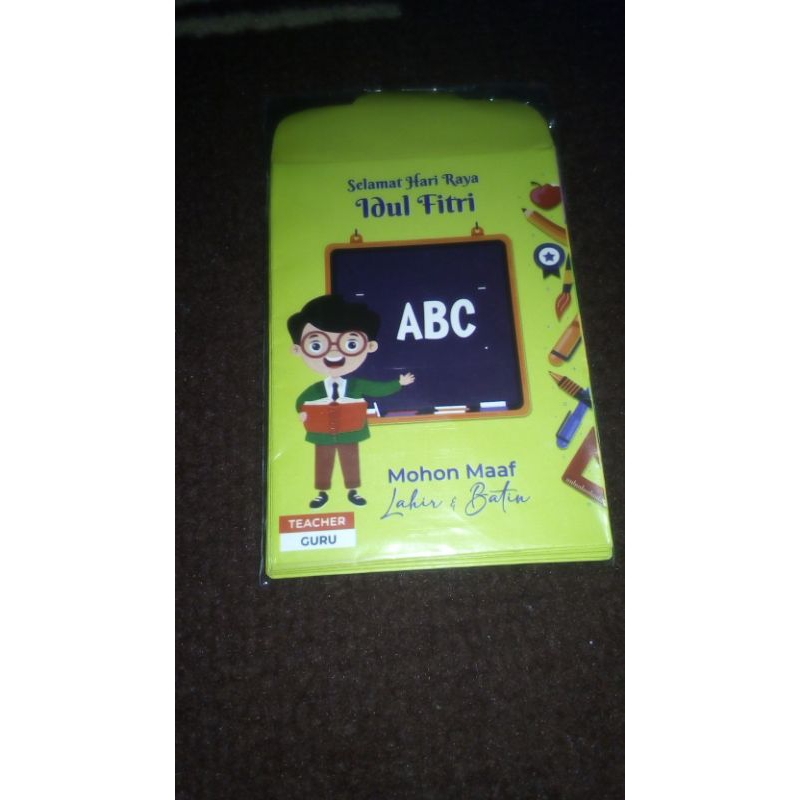 Selamat Hari Raya
Idul Fitri
ABC
Mohon Maaf
Lahir & Batin
TEACHER
GURU